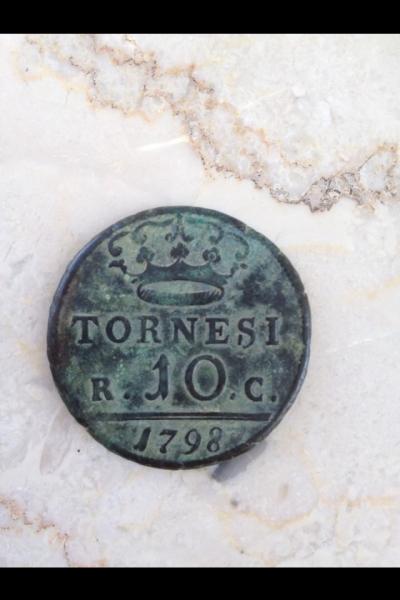 TORNESI
R. 10. C.
1798